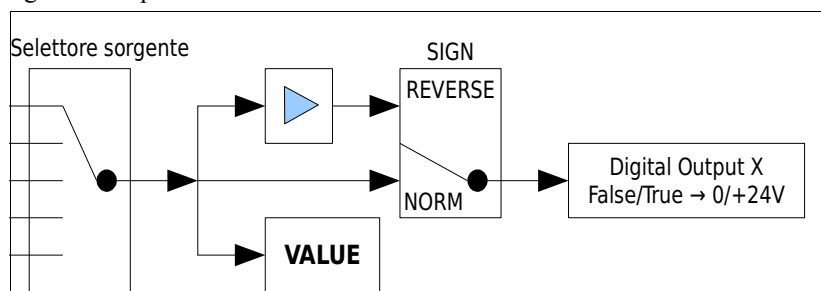 Selettore sorgente
SIGN
REVERSE
NORM
VALUE
Digital Output X
False/True → 0/+24V